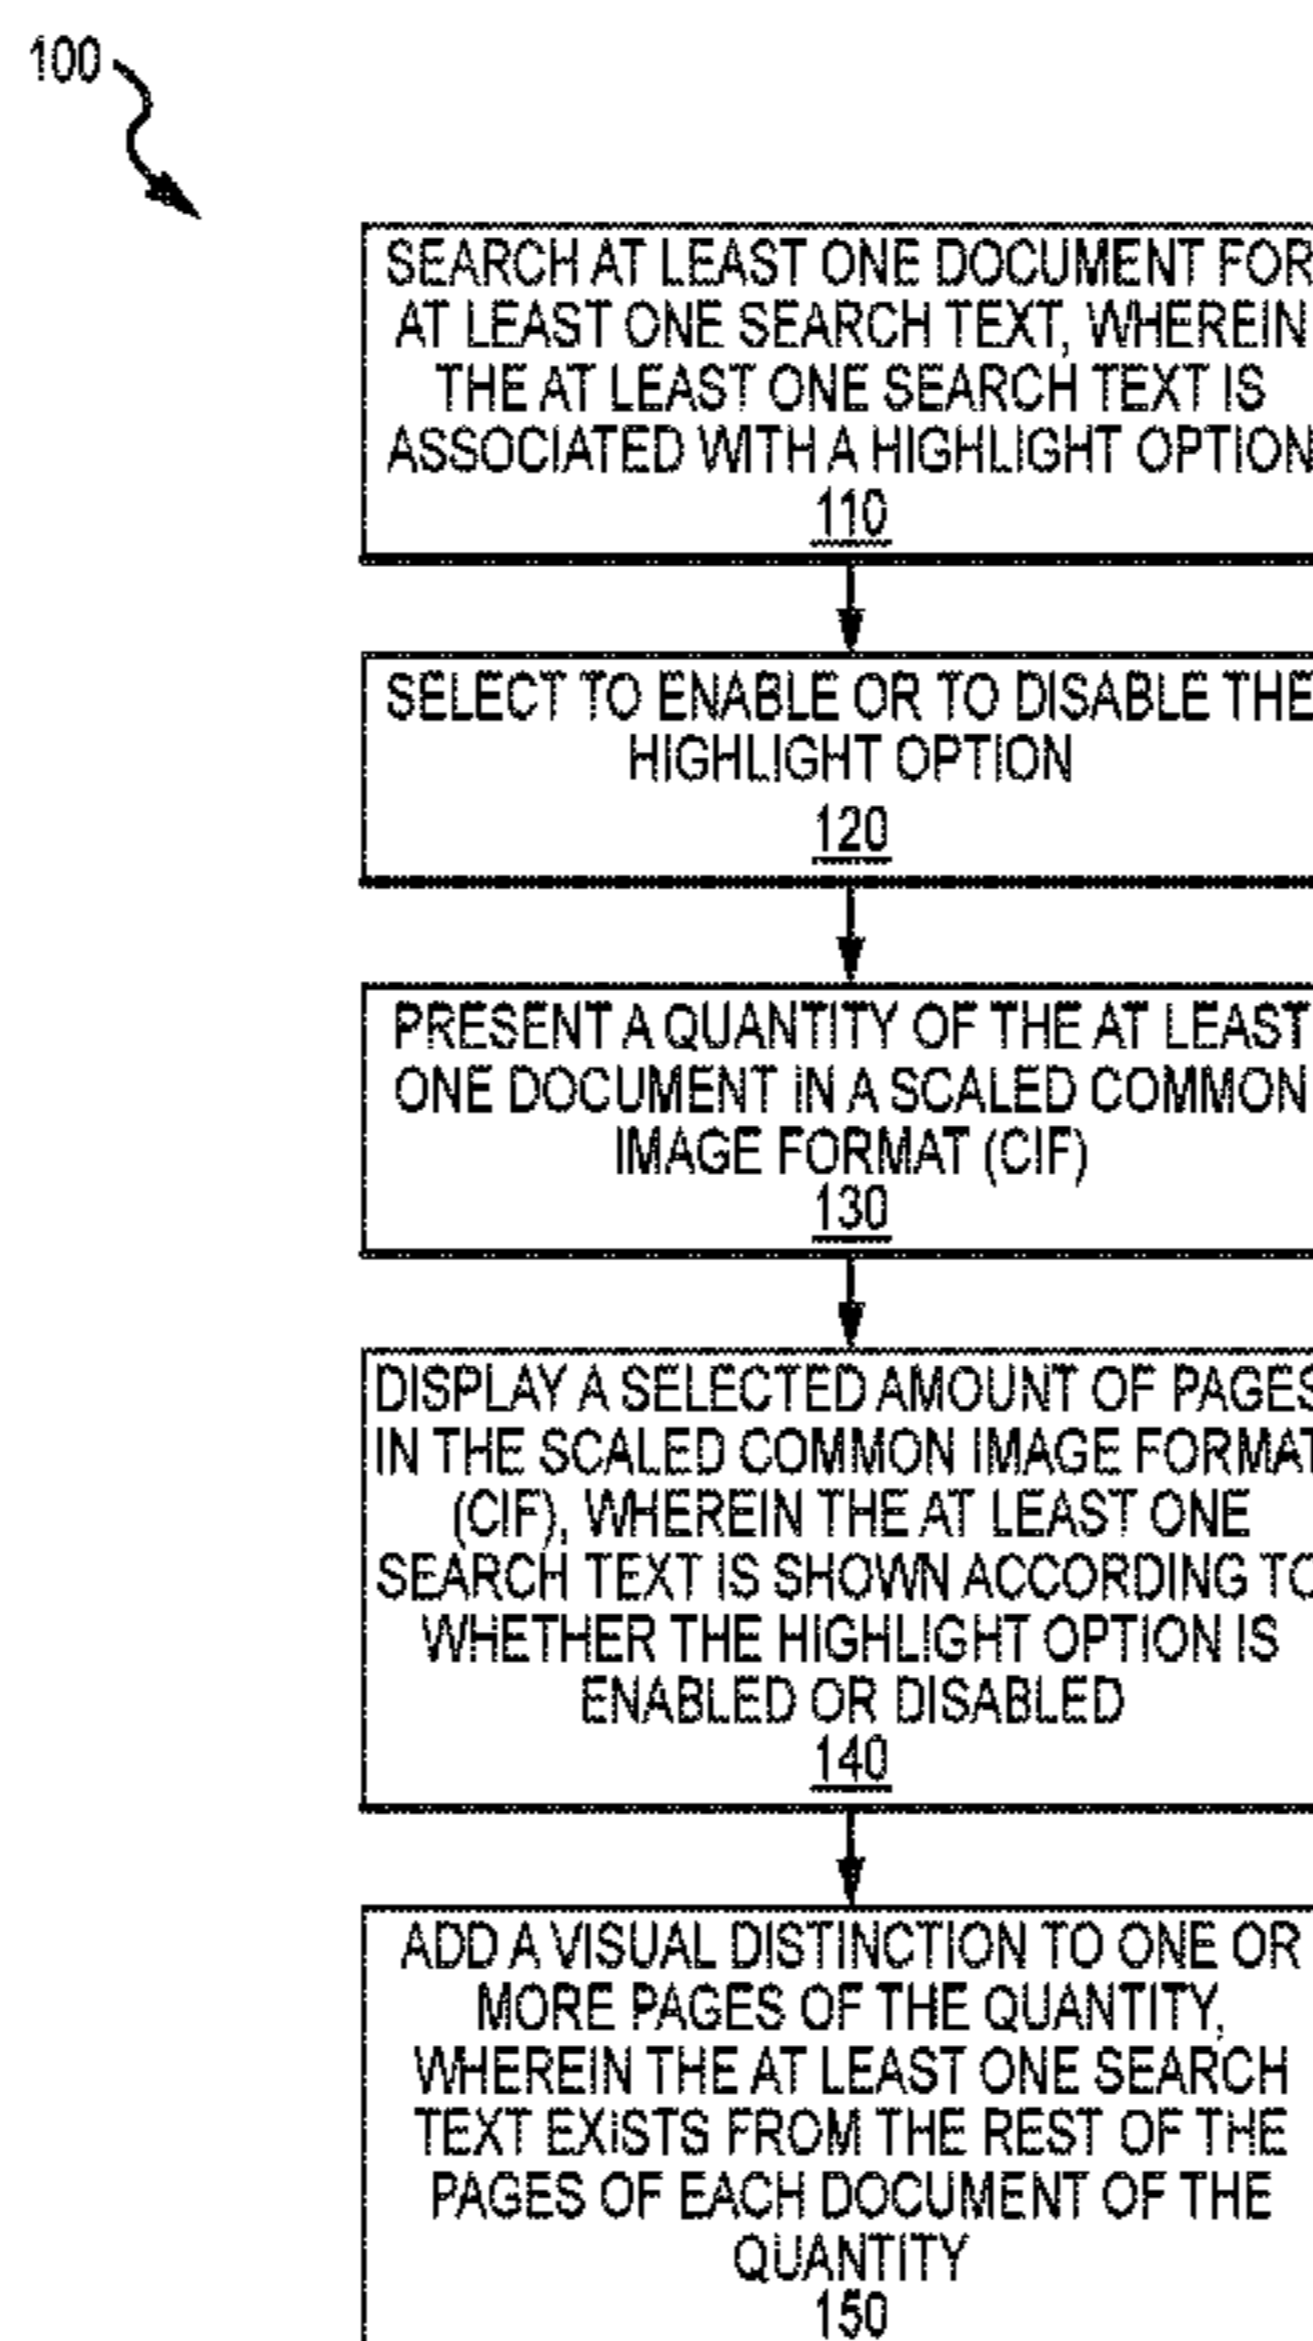 100
SEARCH AT LEAST ONE DOCUMENT FOR
AT LEAST ONE SEARCH TEXT, WHEREIN
THE AT LEAST ONE SEARCH TEXT IS
ASSOCIATED WITH A HIGHLIGHT OPTION
110
SELECT TO ENABLE OR TO DISABLE THE
HIGHLIGHT OPTION
120
PRESENT A QUANTITY OF THE AT LEAST
ONE DOCUMENT IN A SCALED COMMON
IMAGE FORMAT (CIF)
130
DISPLAY A SELECTED AMOUNT OF PAGES
IN THE SCALED COMMON IMAGE FORMAT
(CIF), WHEREIN THE AT LEAST ONE
SEARCH TEXT IS SHOWN ACCORDING TO
WHETHER THE HIGHLIGHT OPTION IS
ENABLED OR DISABLED
140
ADD A VISUAL DISTINCTION TO ONE OR
MORE PAGES OF THE QUANTITY,
WHEREIN THE AT LEAST ONE SEARCH
TEXT EXISTS FROM THE REST OF THE
PAGES OF EACH DOCUMENT OF THE
QUANTITY
150